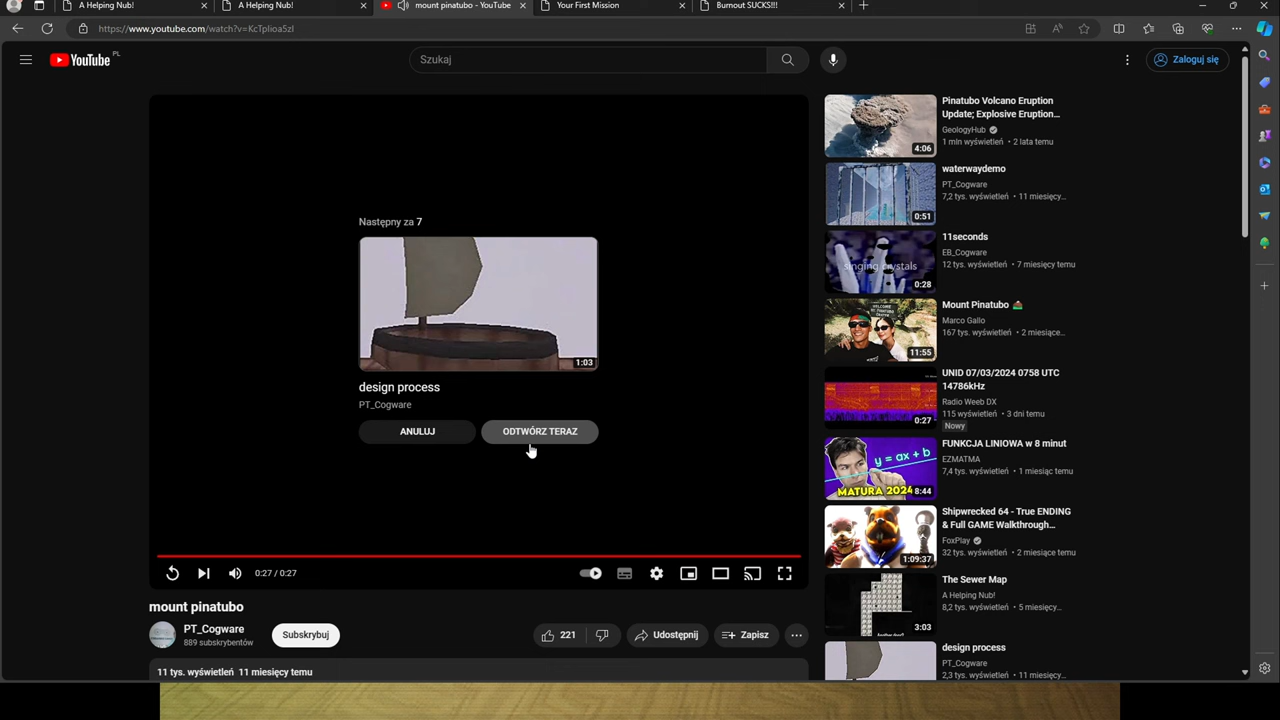 A Helping Nub!
A Helping Nub!
mount pinatubo - YouTube
Your First Mission
Burnout SUCKS!!!
https://www.youtube.com/watch?v=KcTplioa5zI
YouTube PL
Szukaj
Zaloguj się
Następny za 7
1:03
design process
PT_Cogware
ANULUJ
ODTWÓRZ TERAZ
0:27 / 0:27
mount pinatubo
PT_Cogware
889 subskrybentów
Subskrybuj
221
Udostępnij
Zapisz
11 tys. wyświetleń 11 miesięcy temu
4:06
Pinatubo Volcano Eruption
Update; Explosive Eruption...
GeologyHub
1 mln wyświetleń • 2 lata temu
0:51
waterwaydemo
PT_Cogware
7,2 tys. wyświetleń • 11 miesięcy...
singing crystals
0:28
11seconds
EB_Cogware
12 tys. wyświetleń • 7 miesięcy temu
11:55
Mount Pinatubo
Marco Gallo
167 tys. wyświetleń • 2 miesiące...
0:27
UNID 07/03/2024 0758 UTC
14786kHz
Radio Weeb DX
115 wyświetleń • 3 dni temu
Nowy
y = ax + b
MATURA 2024
8:44
FUNKCJA LINIOWA w 8 minut
EZMATMA
7,4 tys. wyświetleń • 1 miesiąc temu
1:09:37
Shipwrecked 64 - True ENDING
& Full GAME Walkthrough...
FoxPlay
32 tys. wyświetleń • 2 miesiące temu
3:03
The Sewer Map
A Helping Nub!
8,2 tys. wyświetleń • 5 miesięcy...
design process
PT_Cogware
2,3 tys. wyświetleń • 11 miesięcy...